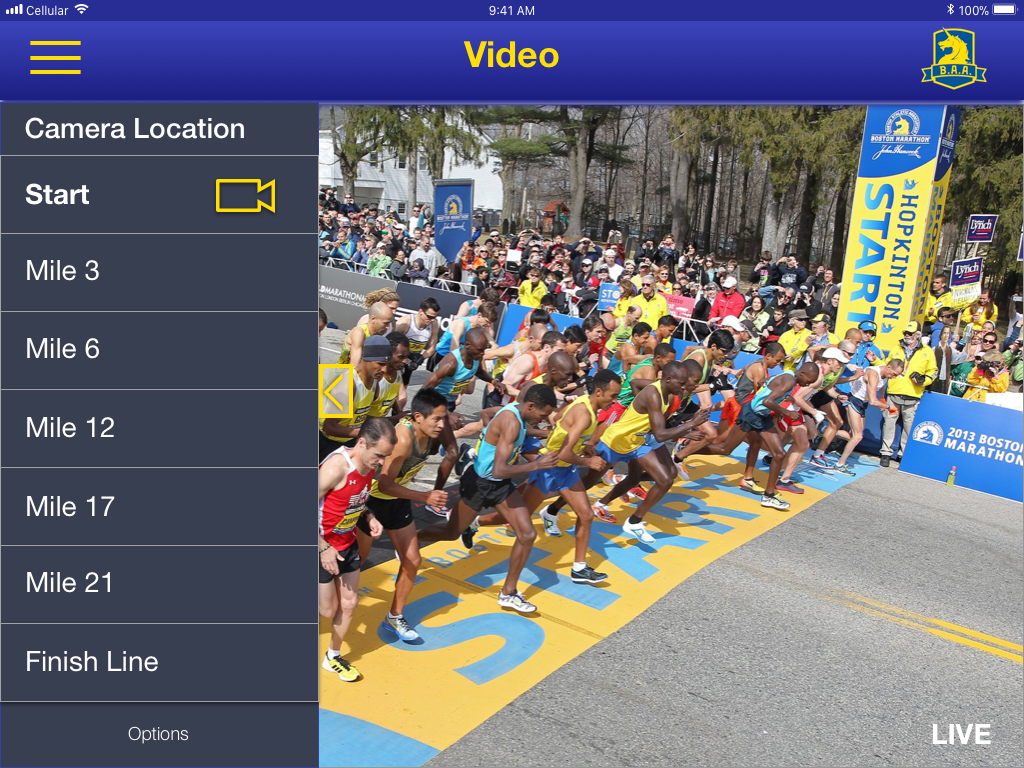 Cellular
9:41 AM
100%
Video
B.A.A.
Camera Location
Start
Mile 3
Mile 6
Mile 12
Mile 17
Mile 21
Finish Line
Options
BOSTON MARATHON
John Hancock
HOPKINTON
START
Lynch
Lynch
2013 BOSTON
MARATHON
START
LIVE